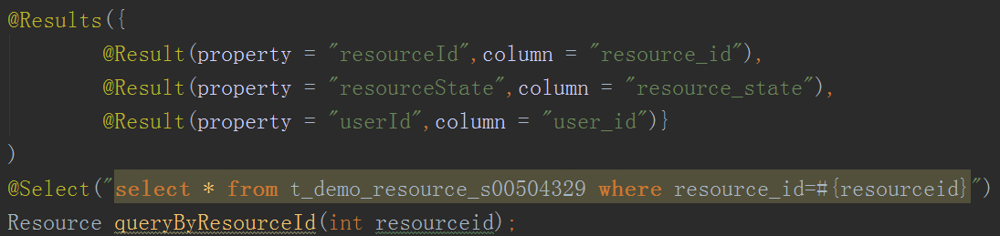 @Results({
@Result(property = "resourceId",column = "resource_id"),
@Result(property = "resourceState",column = "resource_state"),
@Result(property = "userId",column = "user_id")}
)
@Select("select * from t_demo_resource_s00504329 where resource_id=#{resourceid}")
Resource queryByResourceId(int resourceid);